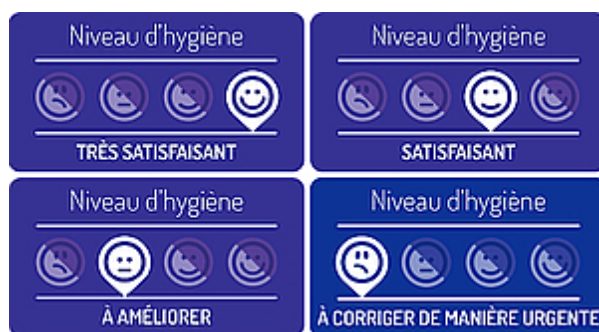 Niveau d'hygiène
TRÈS SATISFAISANT
Niveau d'hygiène
SATISFAISANT
Niveau d'hygiène
À AMÉLIORER
Niveau d'hygiène
À CORRIGER DE MANIÈRE URGENTE